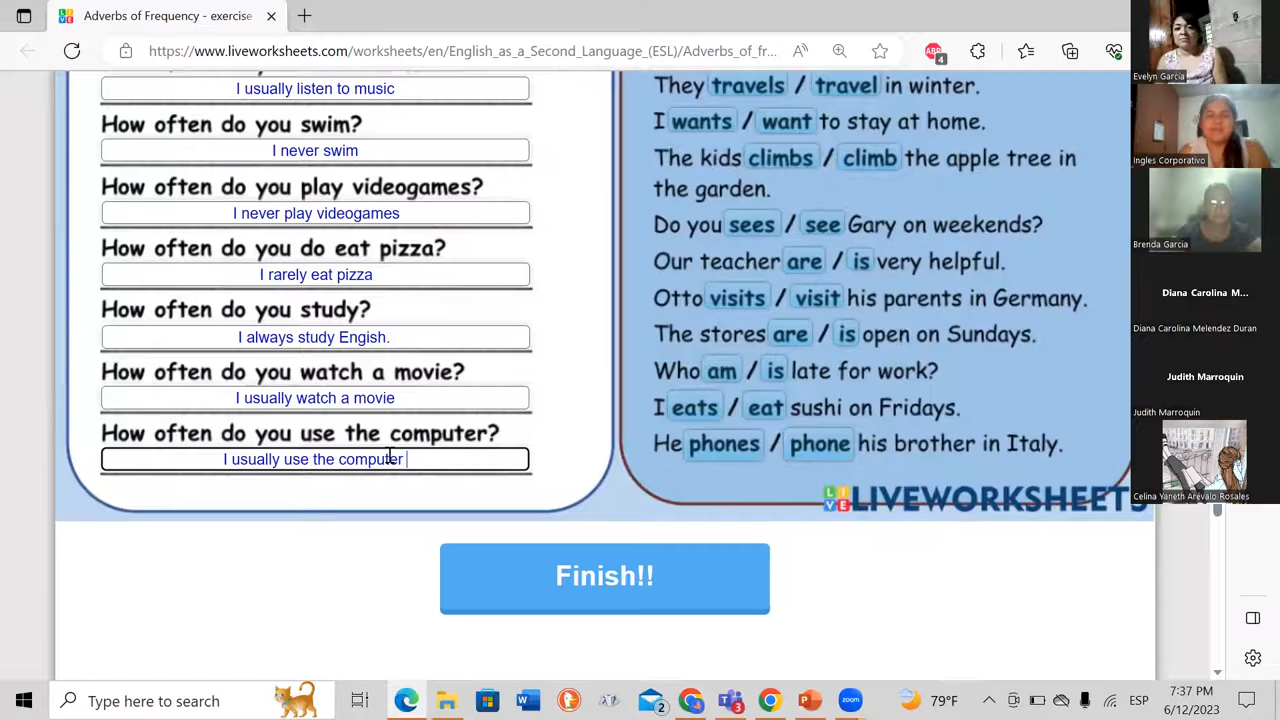 Adverbs of Frequency - exercise
https://www.liveworksheets.com/worksheets/en/English_as_a_Second_Language_(ESL)/Adverbs_of_fr...
4
I usually listen to music
How often do you swim?
I never swim
How often do you play videogames?
I never play videogames
How often do you do eat pizza?
I rarely eat pizza
How often do you study?
I always study Engish.
How often do you watch a movie?
I usually watch a movie
How often do you use the computer?
I usually use the computer
They travels / travel in winter.
I wants / want to stay at home.
The kids climbs / climb the apple tree in
the garden.
Do you sees / see Gary on weekends?
Our teacher are / is very helpful.
Otto visits / visit his parents in Germany.
The stores are / is open on Sundays.
Who am / is late for work?
I eats / eat sushi on Fridays.
He phones / phone his brother in Italy.
LIVEWORKSHEETS
Finish!!
Evelyn García
Ingles Corporativo
Brenda Garcia
Diana Carolina M...
Diana Carolina Melendez Duran
Judith Marroquin
Judith Marroquin
Celina Yaneth Arévalo Rosales
Type here to search
2
3
79°F
ESP
7:37 PM
6/12/2023